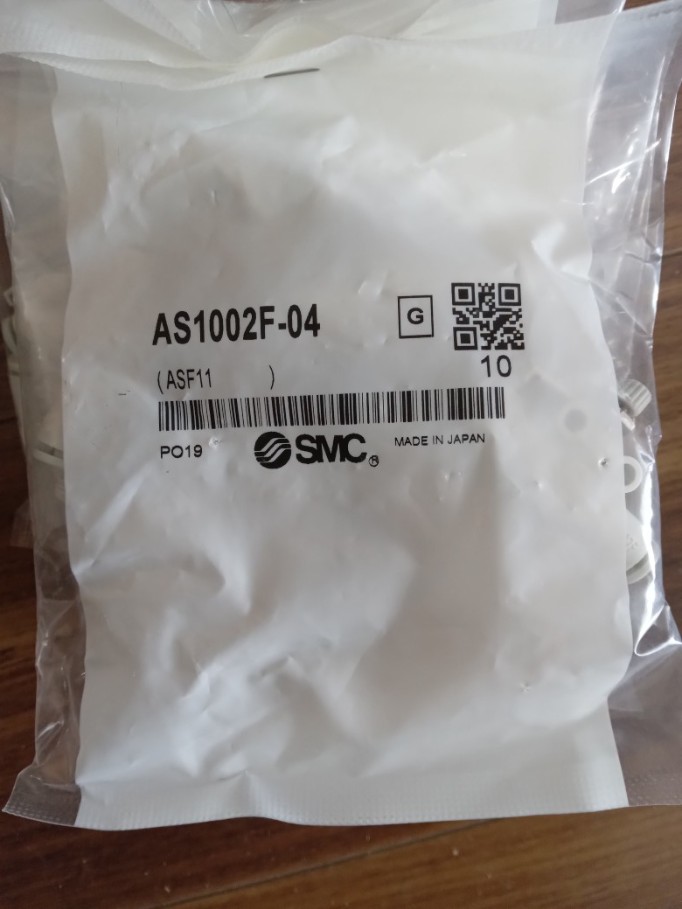 AS1002F-04
G
10
(ASF11 )
PO19
SMC®
MADE IN JAPAN